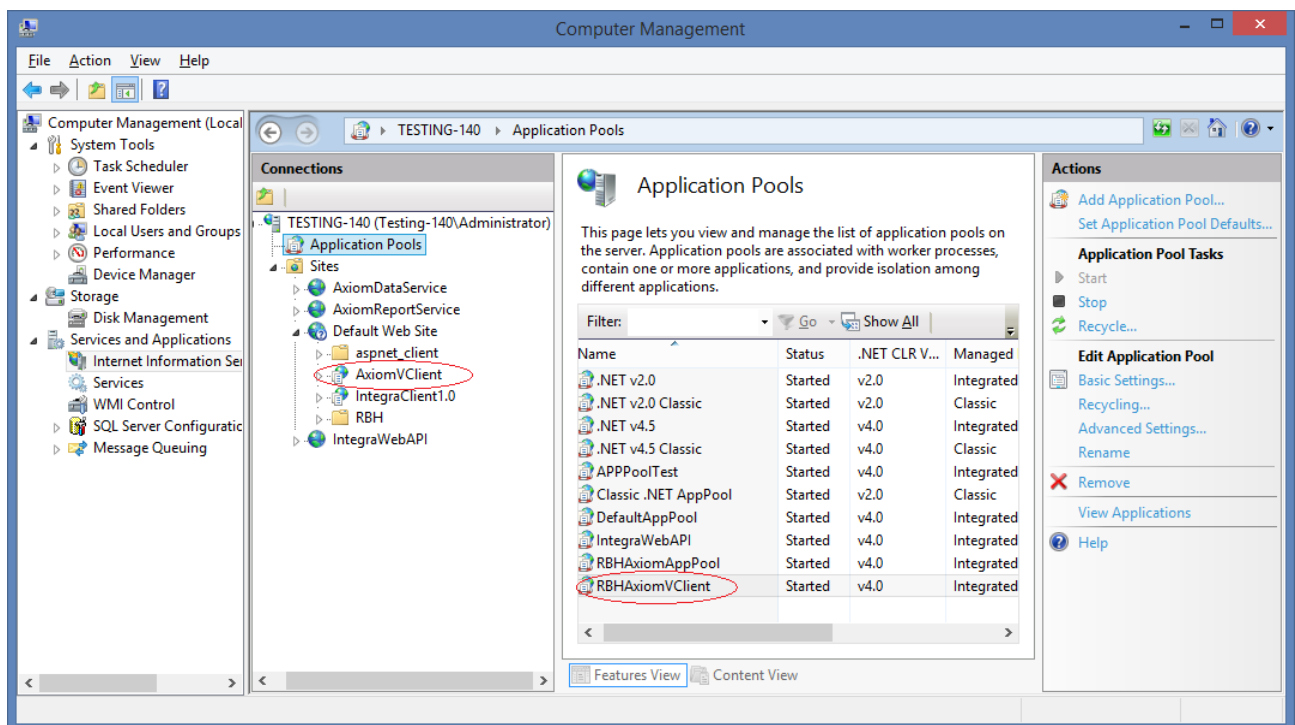 Computer Management
File Action View Help
Computer Management (Local
System Tools
Task Scheduler
Event Viewer
Shared Folders
Local Users and Groups
Performance
Device Manager
Storage
Disk Management
Services and Applications
Internet Information Ser
Services
WMI Control
SQL Server Configuratic
Message Queuing
TESTING-140 Application Pools
Connections
TESTING-140 (Testing-140\Administrator)
Application Pools
Sites
AxiomDataService
AxiomReportService
Default Web Site
aspnet_client
AxiomVClient
IntegraClient1.0
RBH
IntegraWebAPI
Application Pools
This page lets you view and manage the list of application pools on
the server. Application pools are associated with worker processes,
contain one or more applications, and provide isolation among
different applications.
Filter: Go Show All
Name Status .NET CLR V... Managed
.NET v2.0 Started v2.0 Integrated
.NET v2.0 Classic Started v2.0 Classic
.NET v4.5 Started v4.0 Integrated
.NET v4.5 Classic Started v4.0 Classic
APPPoolTest Started v4.0 Integrated
Classic .NET AppPool Started v2.0 Classic
DefaultAppPool Started v4.0 Integrated
IntegraWebAPI Started v4.0 Integrated
RBHAxiomAppPool Started v4.0 Integrated
RBHAxiomVClient Started v4.0 Integrated
Features View Content View
Actions
Add Application Pool...
Set Application Pool Defaults...
Application Pool Tasks
Start
Stop
Recycle...
Edit Application Pool
Basic Settings...
Recycling...
Advanced Settings...
Rename
Remove
View Applications
Help